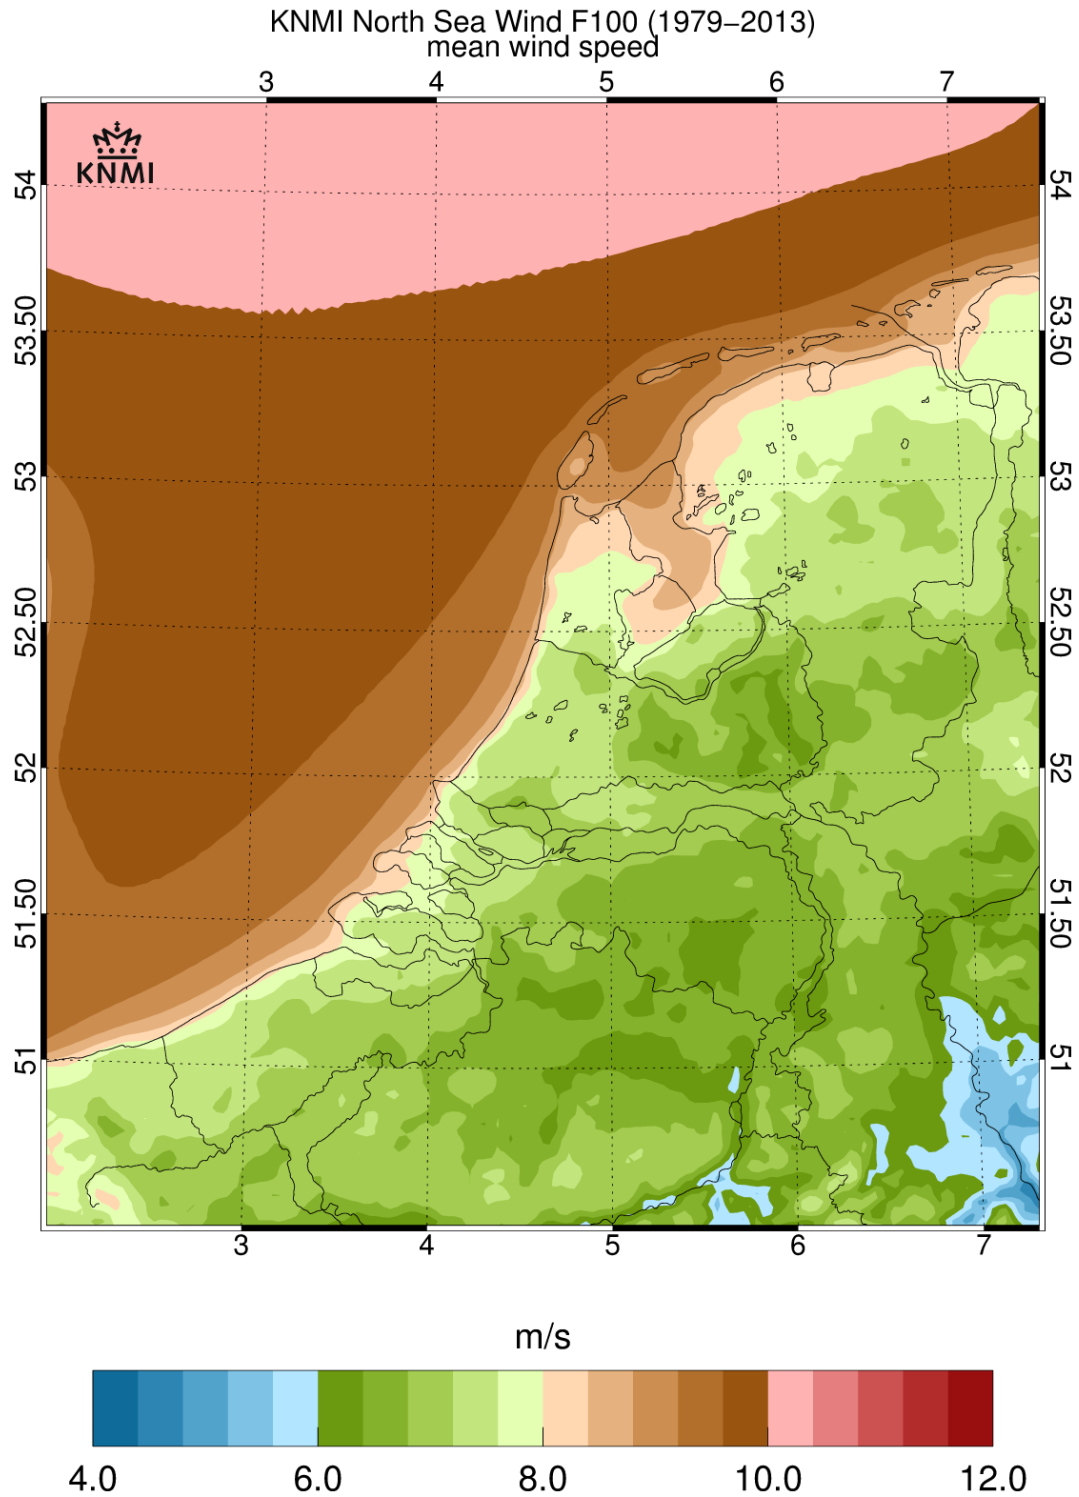 KNMI North Sea Wind F100 (1979−2013)
mean wind speed
3 4 5 6 7
KNMI
54 54
53.50 53.50
53 53
52.50 52.50
52 52
51.50 51.50
51 51
3 4 5 6 7
m/s
4.0 6.0 8.0 10.0 12.0